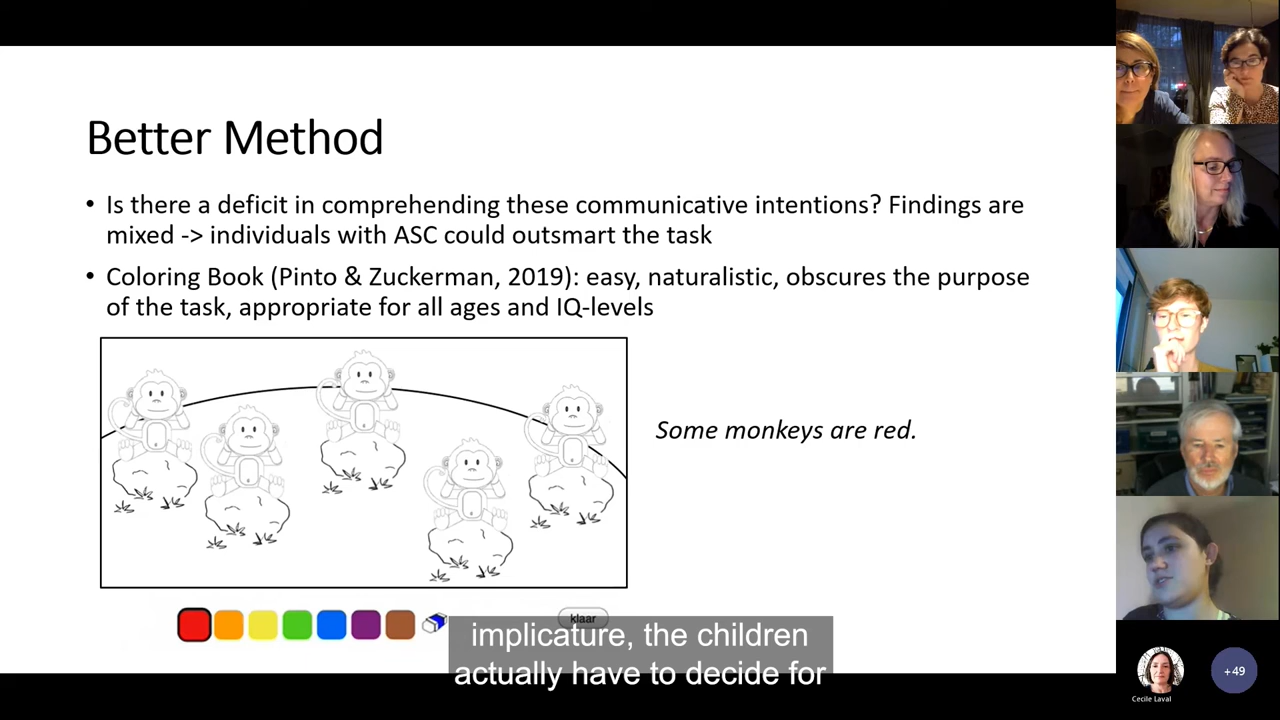 Better Method
• Is there a deficit in comprehending these communicative intentions? Findings are
mixed -> individuals with ASC could outsmart the task
• Coloring Book (Pinto & Zuckerman, 2019): easy, naturalistic, obscures the purpose
of the task, appropriate for all ages and IQ-levels
Some monkeys are red.
klaar
implicature, the children
actually have to decide for
Cecile Laval
+49